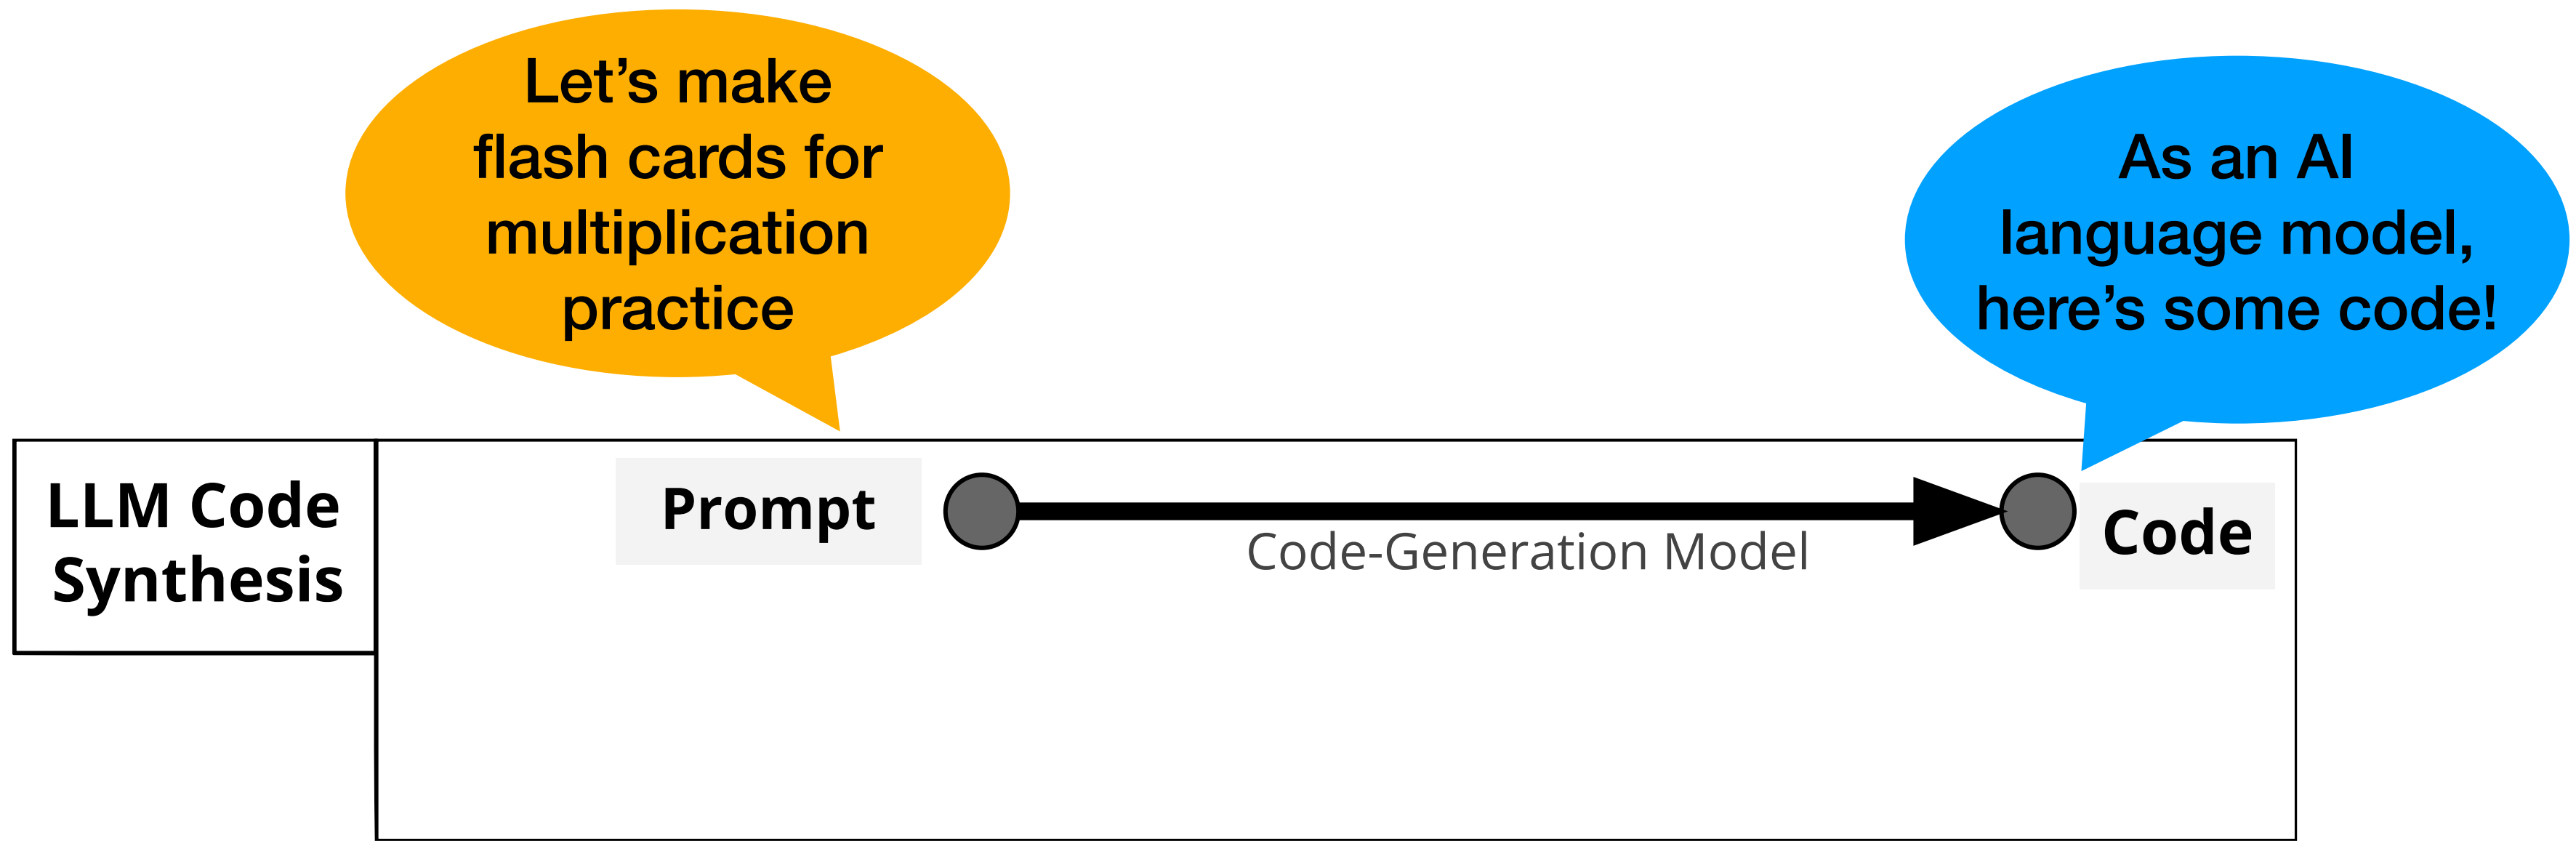 Let’s make
flash cards for
multiplication
practice
As an AI
language model,
here’s some code!
LLM Code
Synthesis
Prompt
Code-Generation Model
Code